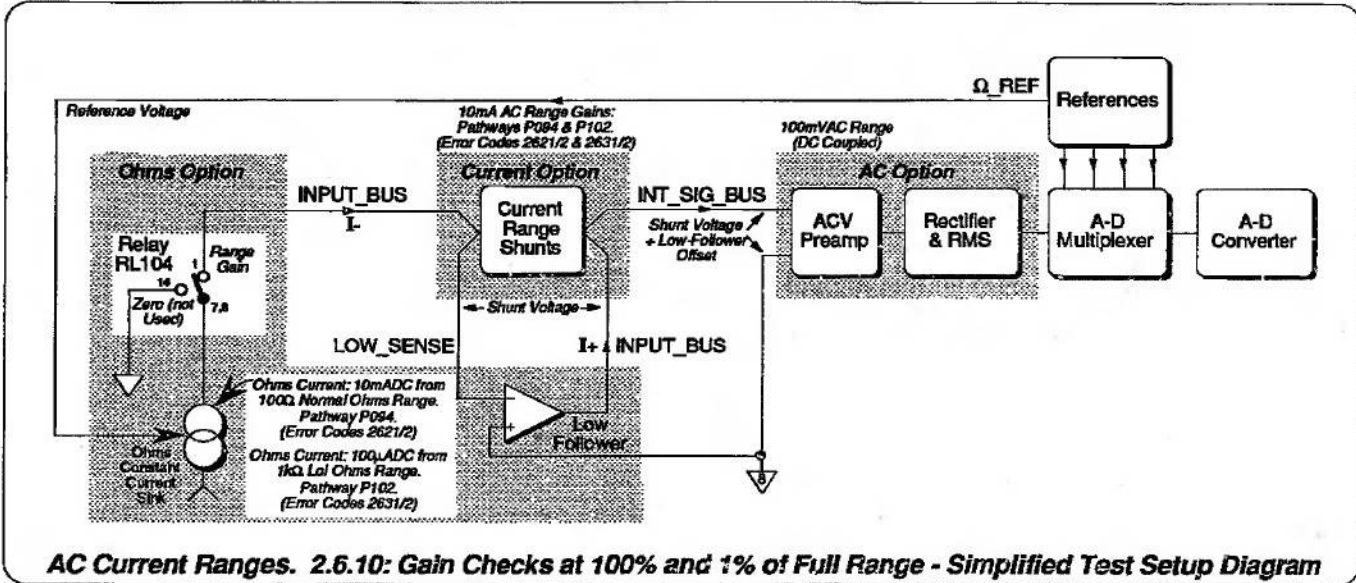 Ω_REF
References
Reference Voltage
10mA AC Range Gains:
Pathways P094 & P102.
(Error Codes 2621/2 & 2631/2)
100mVAC Range
(DC Coupled)
Ohms Option
Current Option
AC Option
INPUT_BUS
I-
Current
Range
Shunts
INT_SIG_BUS
Shunt Voltage
+ Low-Follower
Offset
ACV
Preamp
Rectifier
& RMS
A-D
Multiplexer
A-D
Converter
Relay
RL104
1
Range
Gain
14
Zero (not
Used)
7,8
Shunt Voltage
LOW_SENSE
I+
INPUT_BUS
Ohms Current: 10mADC from
100Ω Normal Ohms Range.
Pathway P094.
(Error Codes 2621/2)
Ohms Current: 100µADC from
1kΩ LoI Ohms Range.
Pathway P102.
(Error Codes 2631/2)
-
+
Low
Follower
Ohms
Constant
Current
Sink
8
AC Current Ranges. 2.6.10: Gain Checks at 100% and 1% of Full Range - Simplified Test Setup Diagram